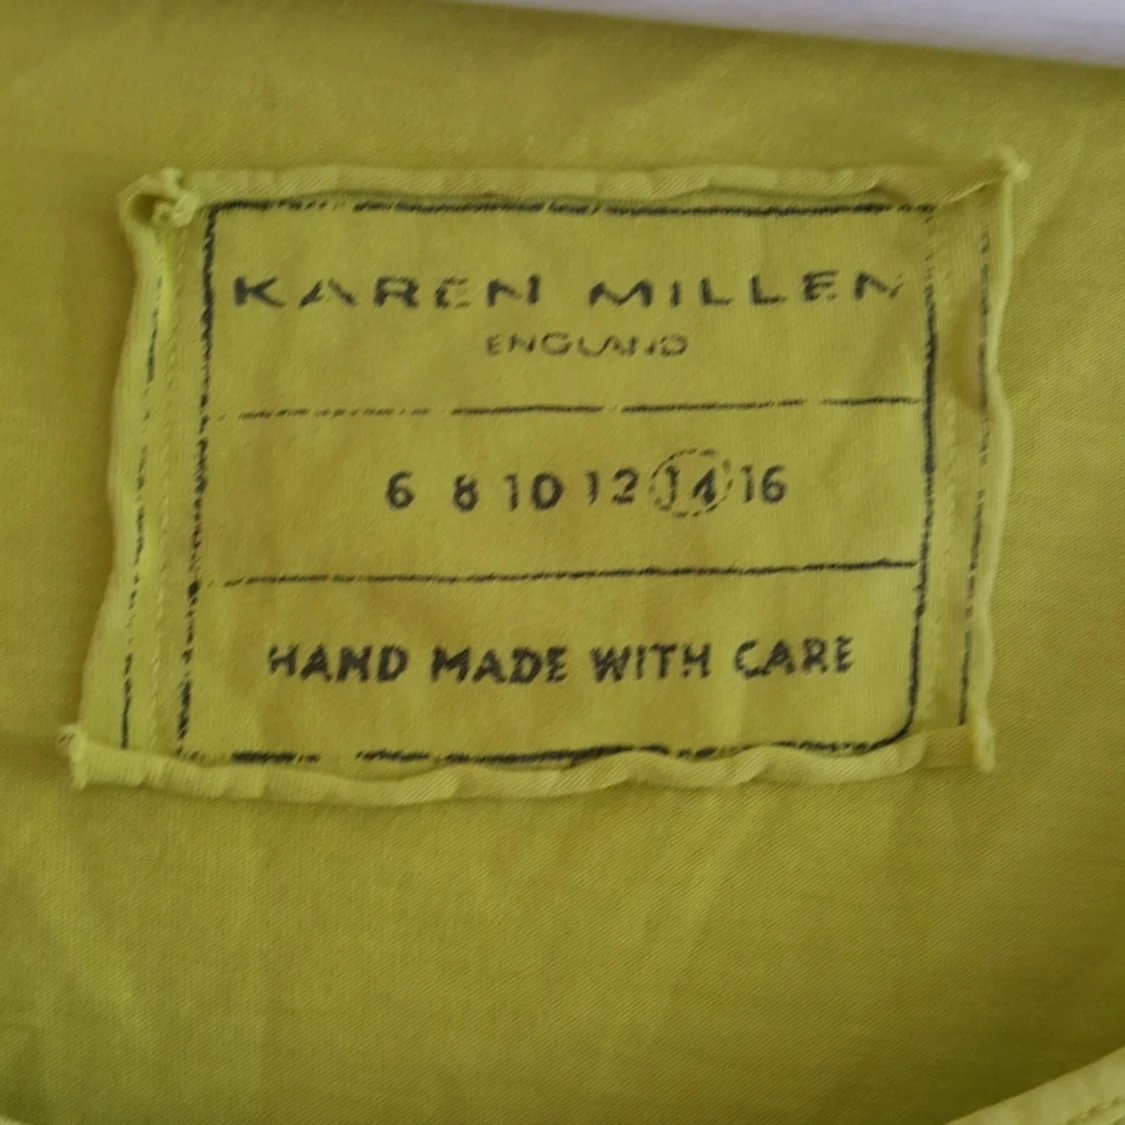 KAREN MILLEN
ENGLAND
6 8 10 12 14 16
HAND MADE WITH CARE